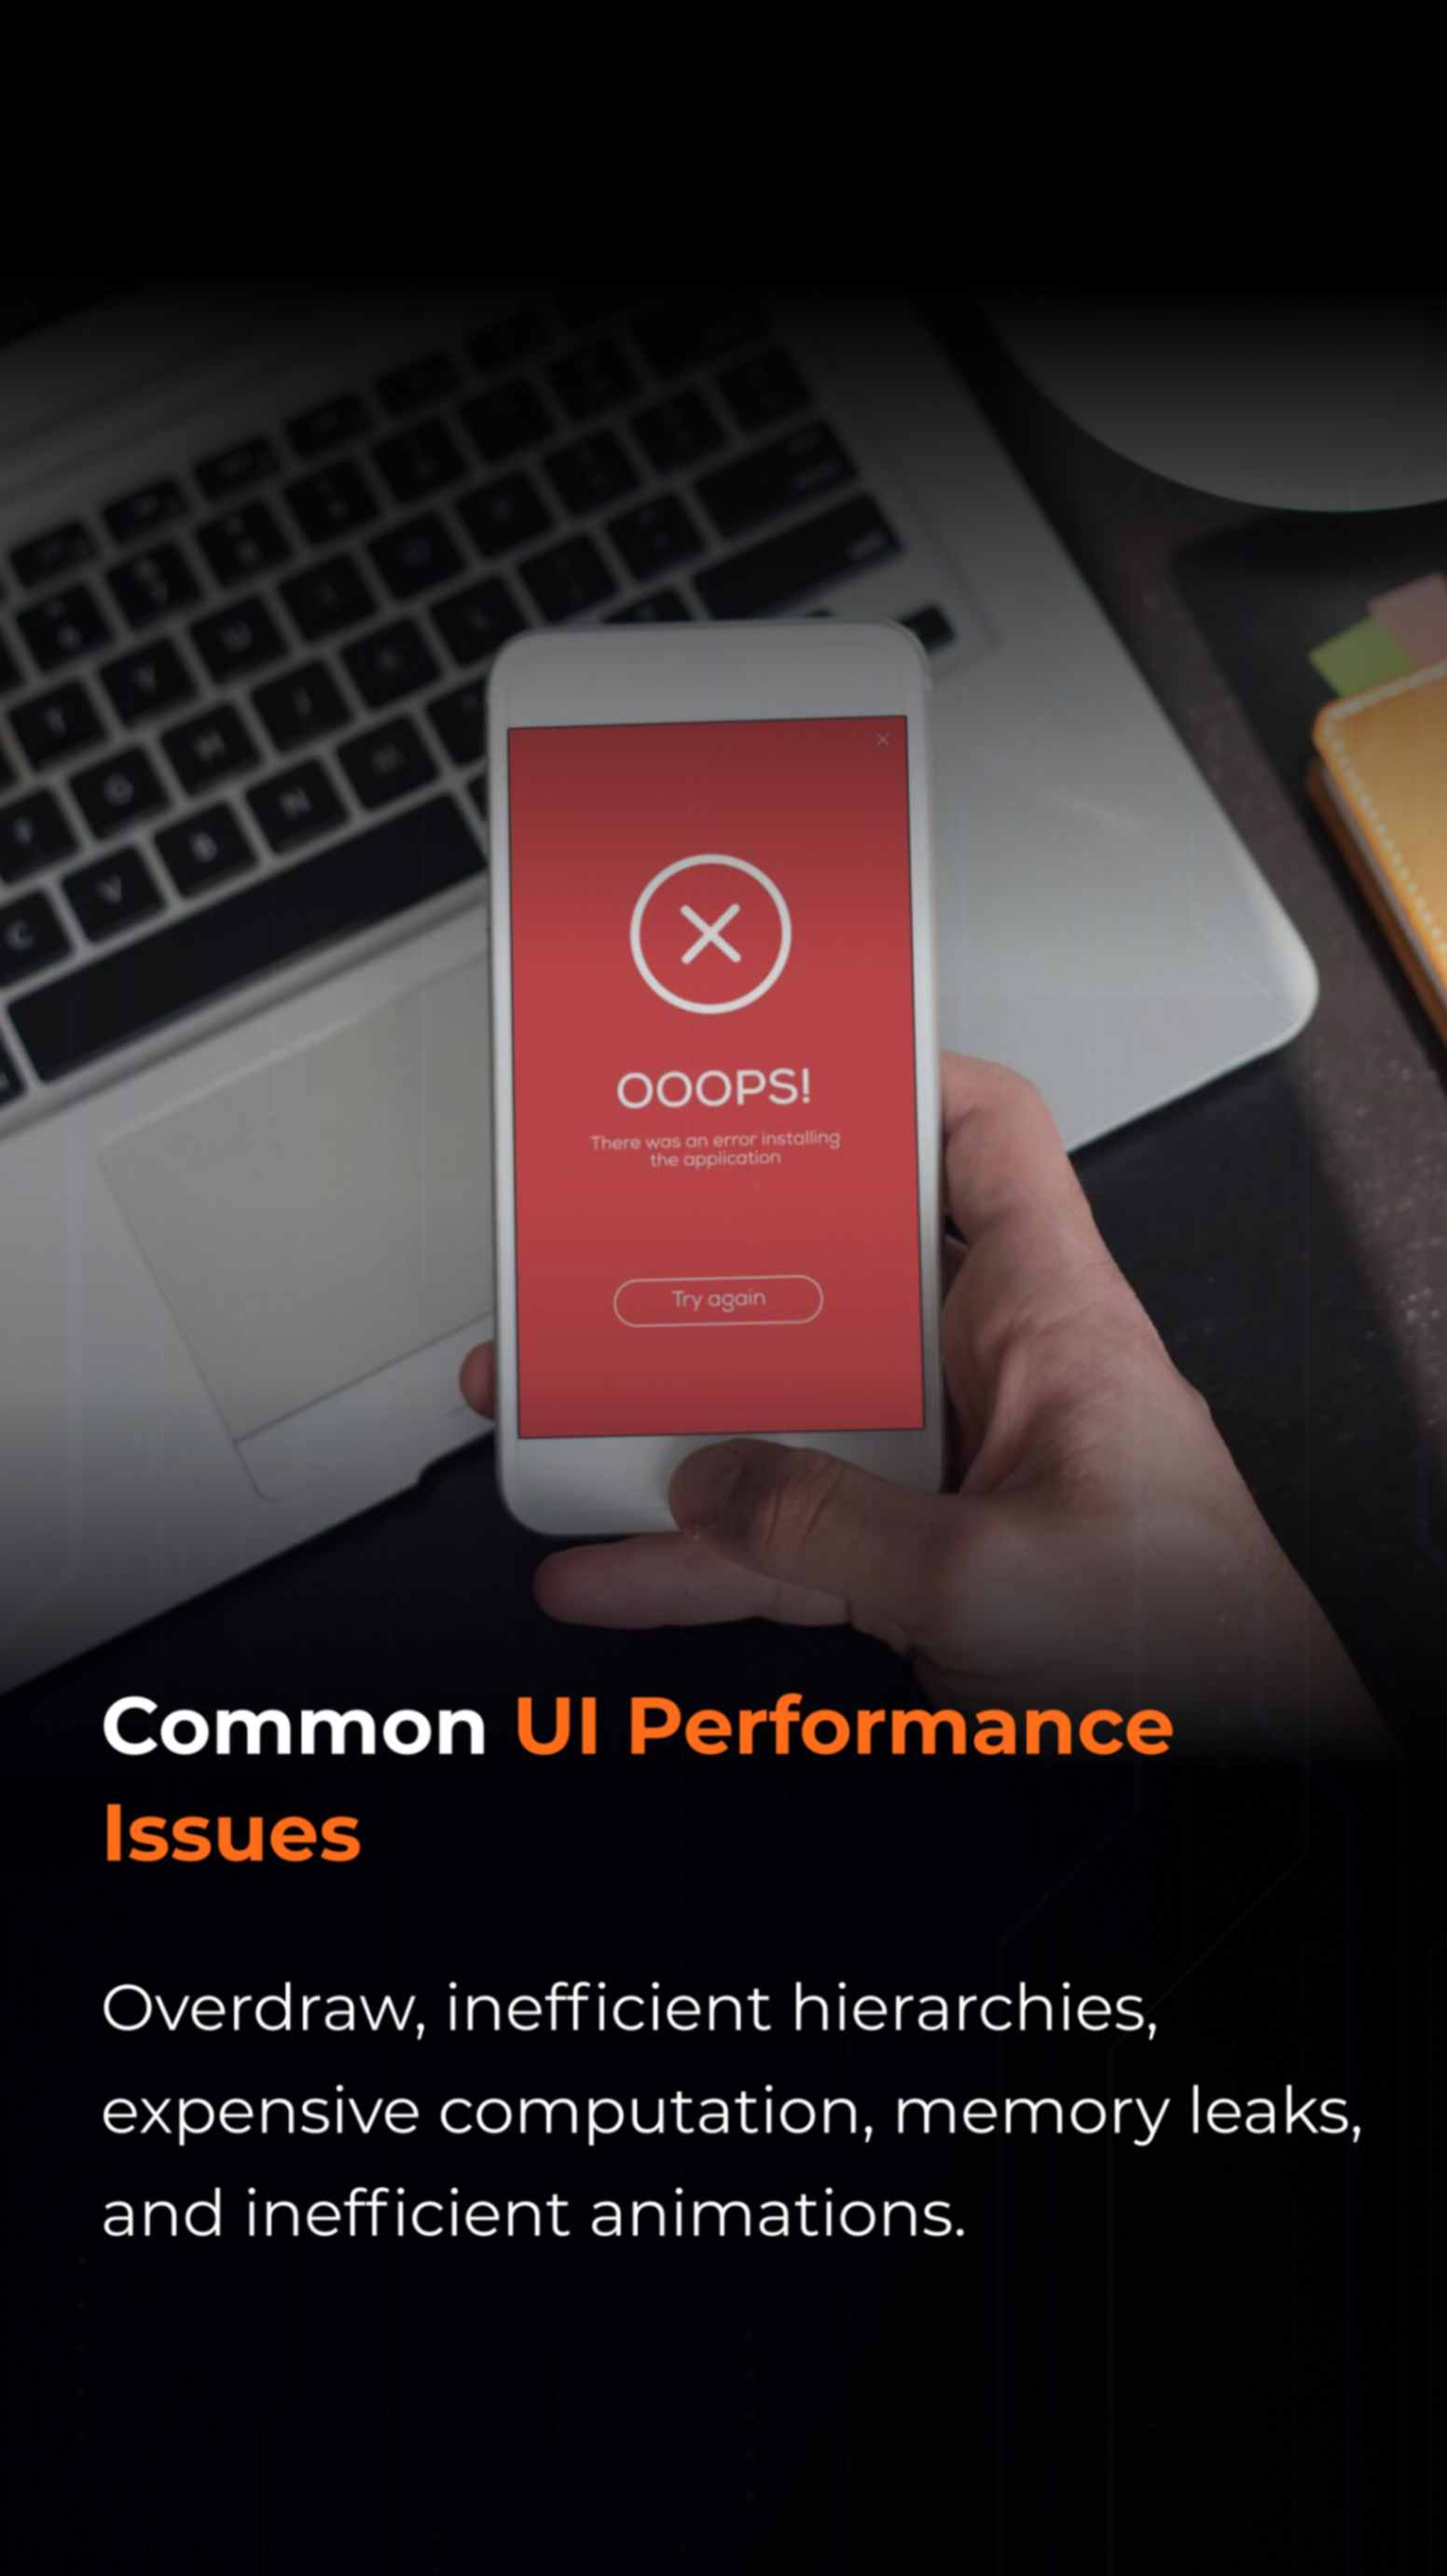 ×
OOOPS!
There was an error installing
the application
Try again
Common UI Performance
Issues
Overdraw, inefficient hierarchies,
expensive computation, memory leaks,
and inefficient animations.